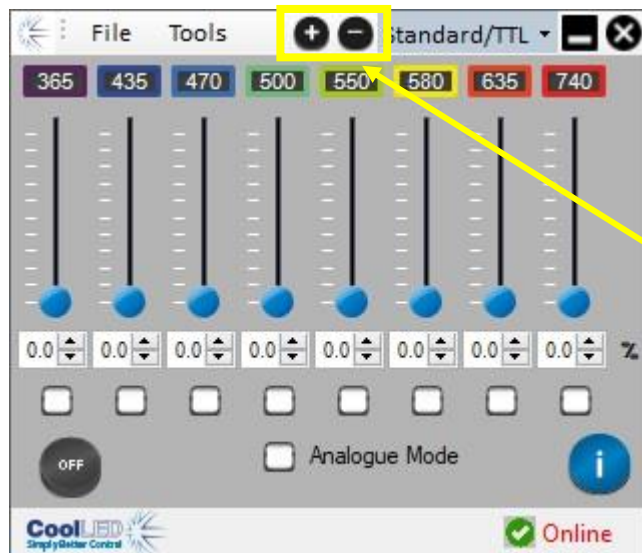 File Tools + − Standard/TTL
365 435 470 500 550 580 635 740
0.0 0.0 0.0 0.0 0.0 0.0 0.0 0.0 %
OFF
Analogue Mode
i
CoolLED
Simply Better Control
Online